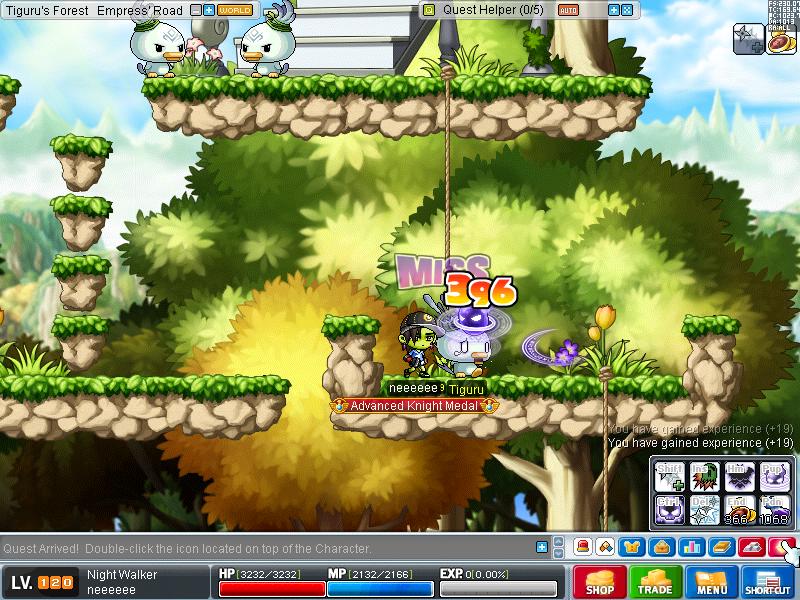 Tiguru's Forest Empress' Road WORLD
Quest Helper (0/5) AUTO
MISS
396
neeeeee
Tiguru
Advanced Knight Medal
You have gained experience (+19)
You have gained experience (+19)
Shift Ins Hm Pup
Ctrl Del End Pdn
866 1068
Quest Arrived! Double-click the icon located on top of the Character.
LV. 120
Night Walker
neeeeee
HP [3232/3232] MP [2132/2166] EXP. 0[0.00%]
SHOP TRADE MENU SHORTCUT